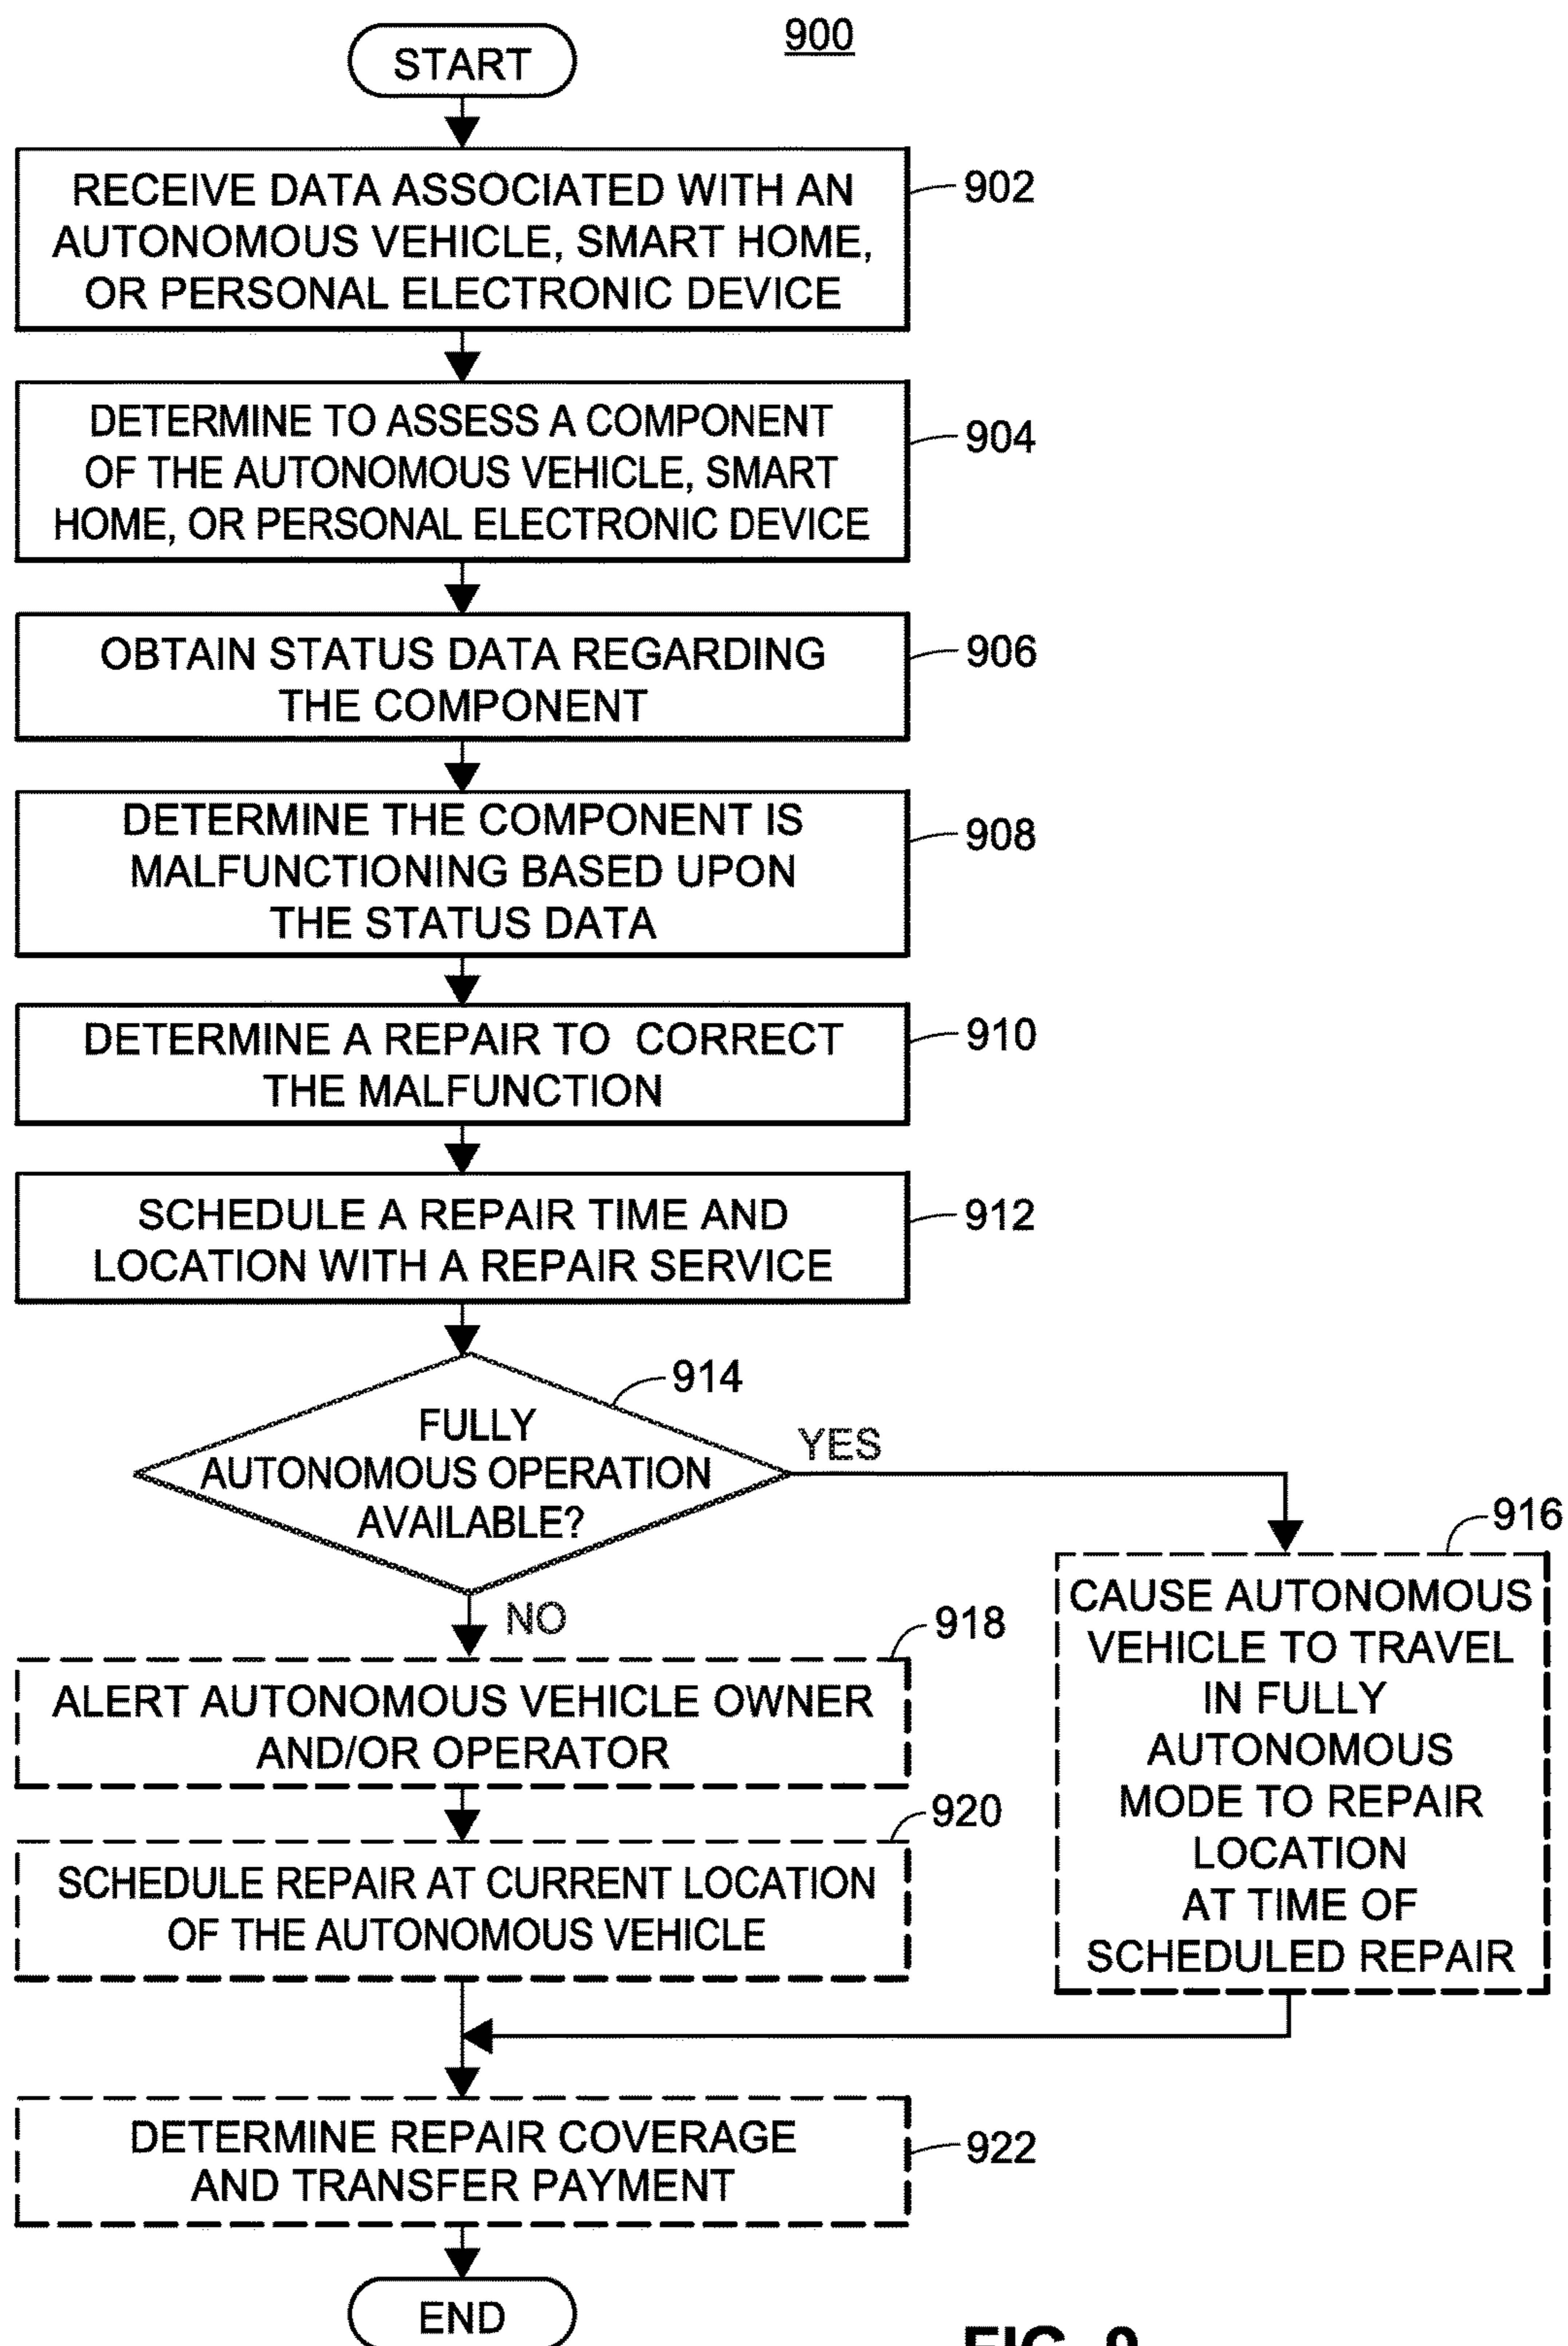 900
START
RECEIVE DATA ASSOCIATED WITH AN
AUTONOMOUS VEHICLE, SMART HOME,
OR PERSONAL ELECTRONIC DEVICE
902
DETERMINE TO ASSESS A COMPONENT
OF THE AUTONOMOUS VEHICLE, SMART
HOME, OR PERSONAL ELECTRONIC DEVICE
904
OBTAIN STATUS DATA REGARDING
THE COMPONENT
906
DETERMINE THE COMPONENT IS
MALFUNCTIONING BASED UPON
THE STATUS DATA
908
DETERMINE A REPAIR TO CORRECT
THE MALFUNCTION
910
SCHEDULE A REPAIR TIME AND
LOCATION WITH A REPAIR SERVICE
912
914
FULLY
AUTONOMOUS OPERATION
AVAILABLE?
YES
916
CAUSE AUTONOMOUS
VEHICLE TO TRAVEL
IN FULLY
AUTONOMOUS
MODE TO REPAIR
LOCATION
AT TIME OF
SCHEDULED REPAIR
NO
918
ALERT AUTONOMOUS VEHICLE OWNER
AND/OR OPERATOR
920
SCHEDULE REPAIR AT CURRENT LOCATION
OF THE AUTONOMOUS VEHICLE
DETERMINE REPAIR COVERAGE
AND TRANSFER PAYMENT
922
END
FIG. 9